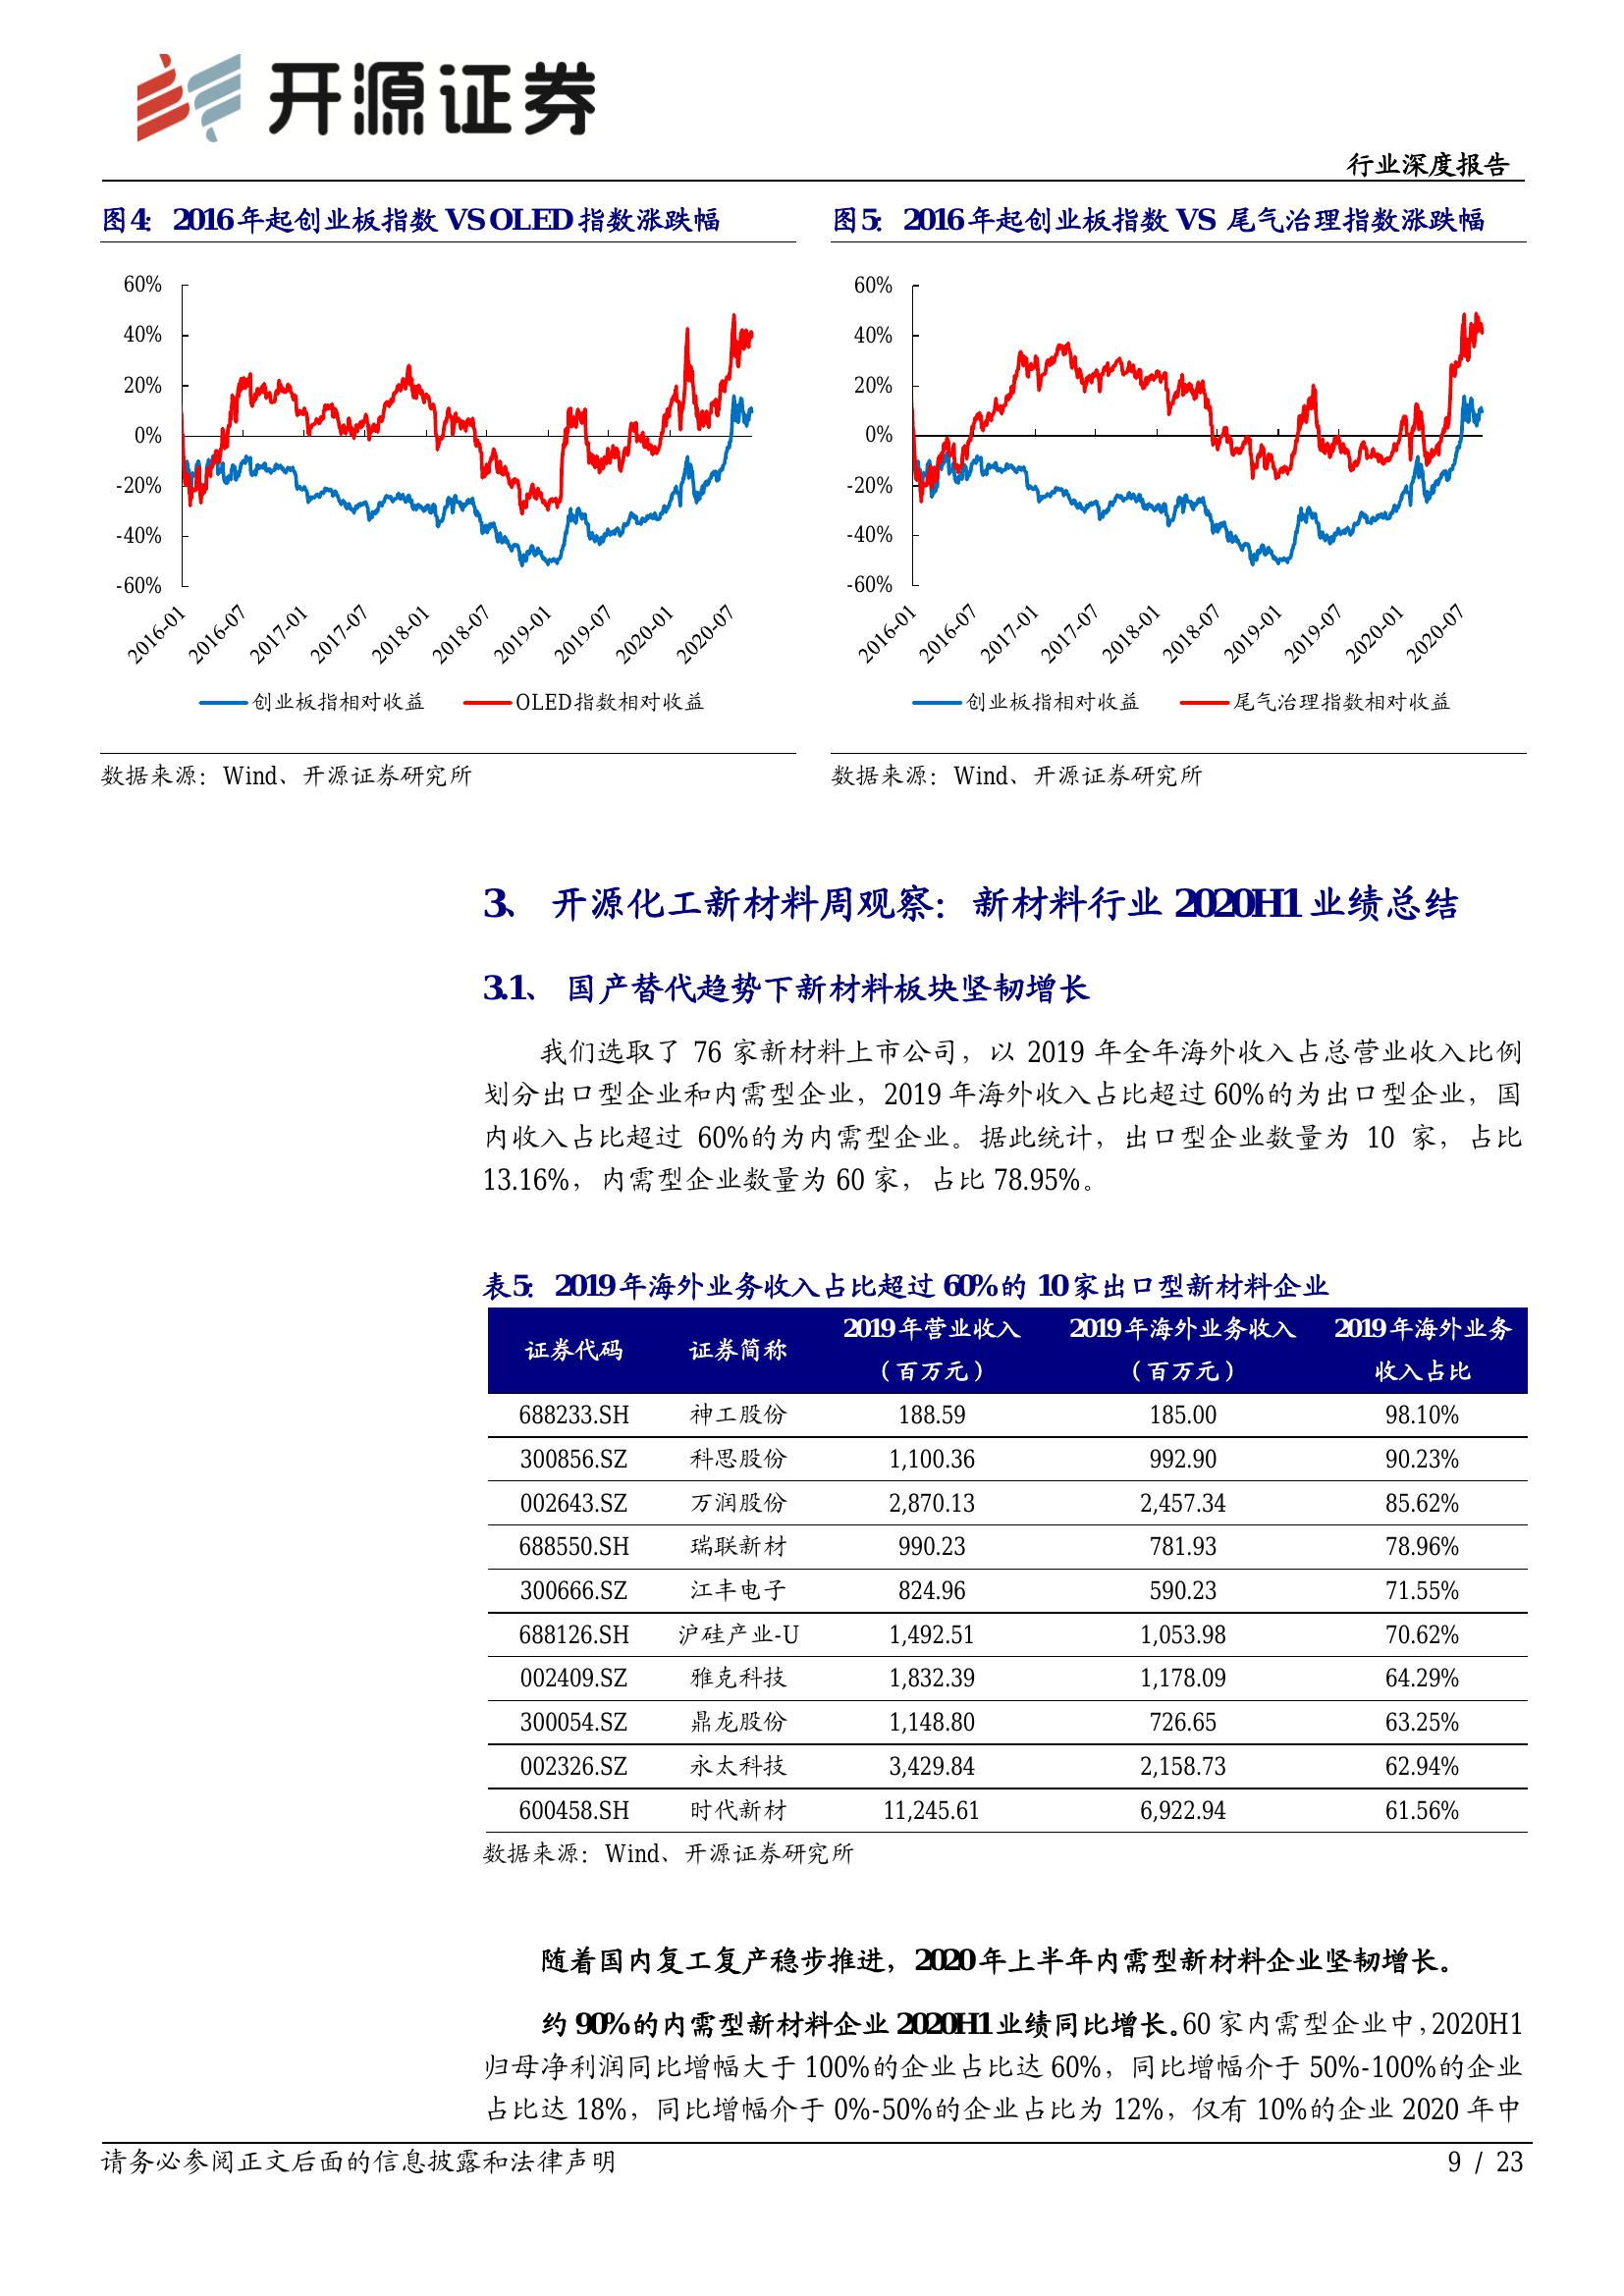 开源证券
行业深度报告
图4：2016年起创业板指数 VS OLED 指数涨跌幅
60%
40%
20%
0%
-20%
-40%
-60%
2016-01
2016-07
2017-01
2017-07
2018-01
2018-07
2019-01
2019-07
2020-01
2020-07
创业板指相对收益
OLED指数相对收益
数据来源：Wind、开源证券研究所
图5：2016年起创业板指数 VS 尾气治理指数涨跌幅
60%
40%
20%
0%
-20%
-40%
-60%
2016-01
2016-07
2017-01
2017-07
2018-01
2018-07
2019-01
2019-07
2020-01
2020-07
创业板指相对收益
尾气治理指数相对收益
数据来源：Wind、开源证券研究所
3、 开源化工新材料周观察：新材料行业 2020H1 业绩总结
3.1、 国产替代趋势下新材料板块坚韧增长
我们选取了 76 家新材料上市公司，以 2019 年全年海外收入占总营业收入比例
划分出口型企业和内需型企业，2019 年海外收入占比超过 60%的为出口型企业，国
内收入占比超过 60%的为内需型企业。据此统计，出口型企业数量为 10 家，占比
13.16%，内需型企业数量为 60 家，占比 78.95%。
表5：2019年海外业务收入占比超过 60%的 10 家出口型新材料企业
证券代码 证券简称 2019年营业收入（百万元） 2019年海外业务收入（百万元） 2019年海外业务收入占比
688233.SH 神工股份 188.59 185.00 98.10%
300856.SZ 科思股份 1,100.36 992.90 90.23%
002643.SZ 万润股份 2,870.13 2,457.34 85.62%
688550.SH 瑞联新材 990.23 781.93 78.96%
300666.SZ 江丰电子 824.96 590.23 71.55%
688126.SH 沪硅产业-U 1,492.51 1,053.98 70.62%
002409.SZ 雅克科技 1,832.39 1,178.09 64.29%
300054.SZ 鼎龙股份 1,148.80 726.65 63.25%
002326.SZ 永太科技 3,429.84 2,158.73 62.94%
600458.SH 时代新材 11,245.61 6,922.94 61.56%
数据来源：Wind、开源证券研究所
随着国内复工复产稳步推进，2020年上半年内需型新材料企业坚韧增长。
约 90%的内需型新材料企业 2020H1 业绩同比增长。60 家内需型企业中，2020H1
归母净利润同比增幅大于 100%的企业占比达 60%，同比增幅介于 50%-100%的企业
占比达 18%，同比增幅介于 0%-50%的企业占比为 12%，仅有 10%的企业 2020 年中
请务必参阅正文后面的信息披露和法律声明
9 / 23